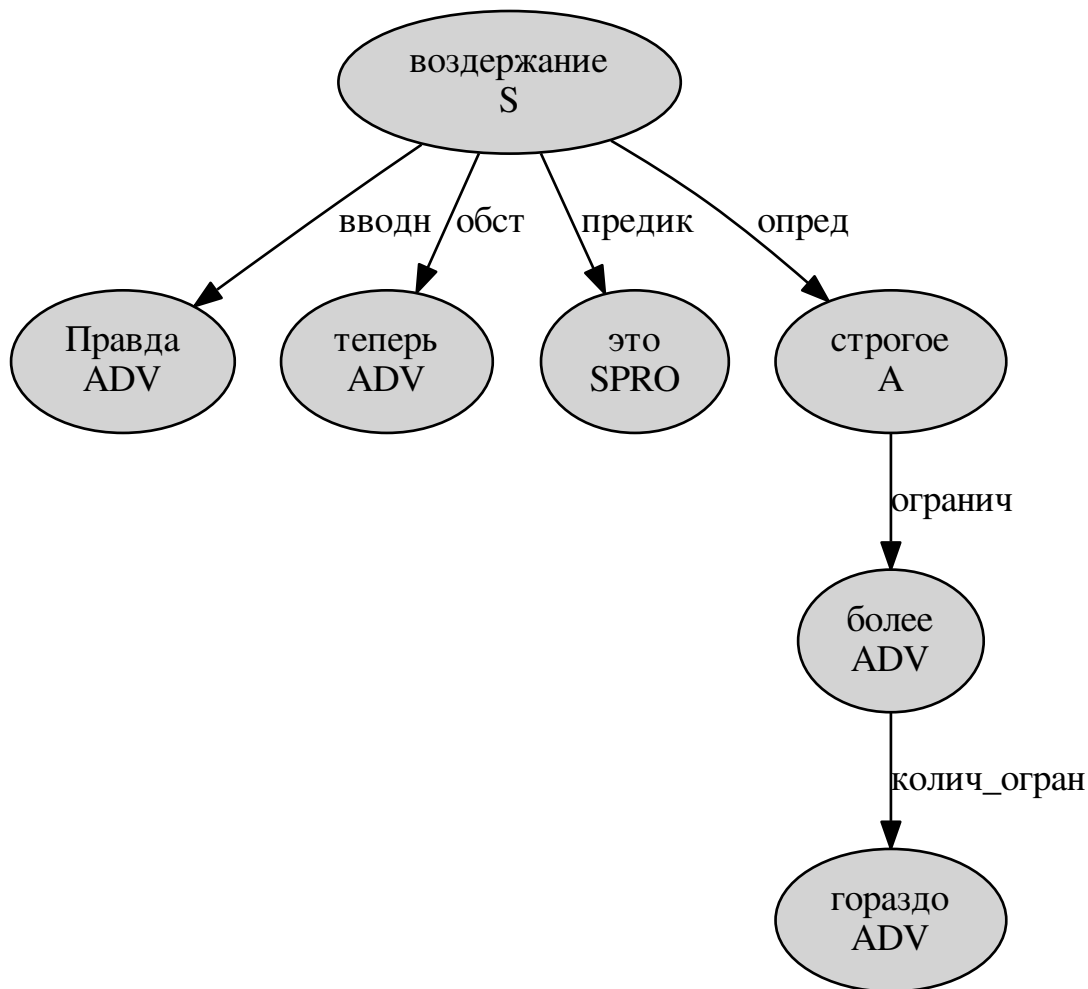 воздержание
S
вводн
обст
предик
опред
Правда
ADV
теперь
ADV
это
SPRO
строгое
A
огранич
более
ADV
колич_огран
гораздо
ADV